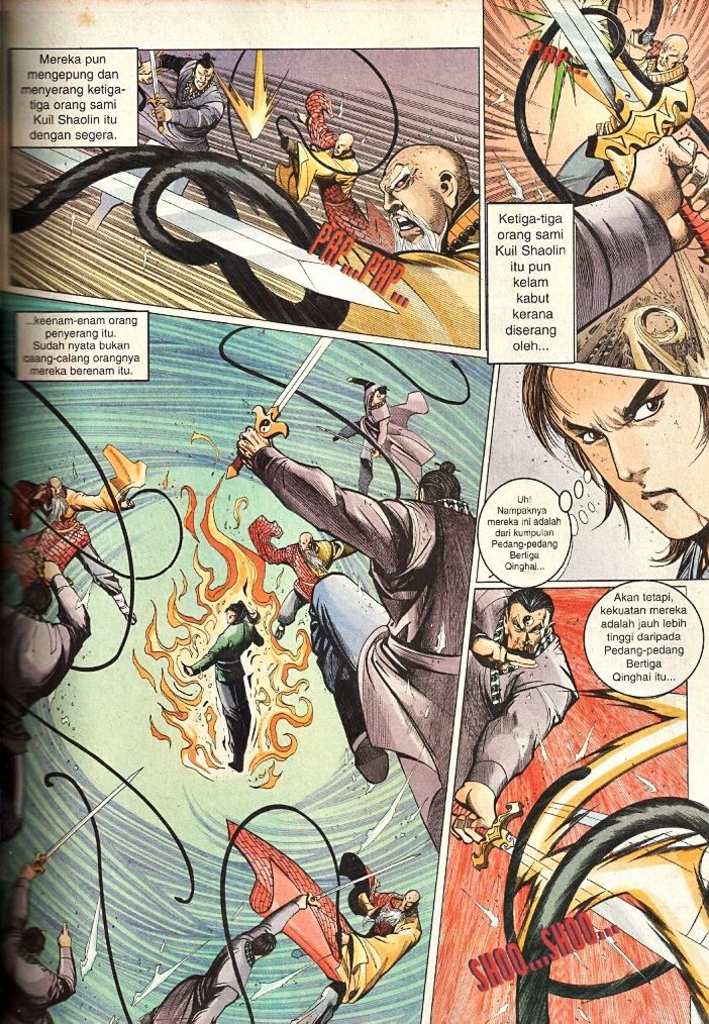 Mereka pun
mengepung dan
menyerang ketiga-
tiga orang sami
Kuil Shaolin itu
dengan segera.
PAP... PAP...
PAP...
Ketiga-tiga
orang sami
Kuil Shaolin
itu pun
kelam
kabut
kerana
diserang
oleh...
...keenam-enam orang
penyerang itu.
Sudah nyata bukan
caang-calang orangnya
mereka berenam itu.
Uh!
Nampaknya
mereka ini adalah
dari kumpulan
Pedang-pedang
Bertiga
Qinghai...
Akan tetapi,
kekuatan mereka
adalah jauh lebih
tinggi daripada
Pedang-pedang
Bertiga
Qinghai itu...
SHOO...SHOO...